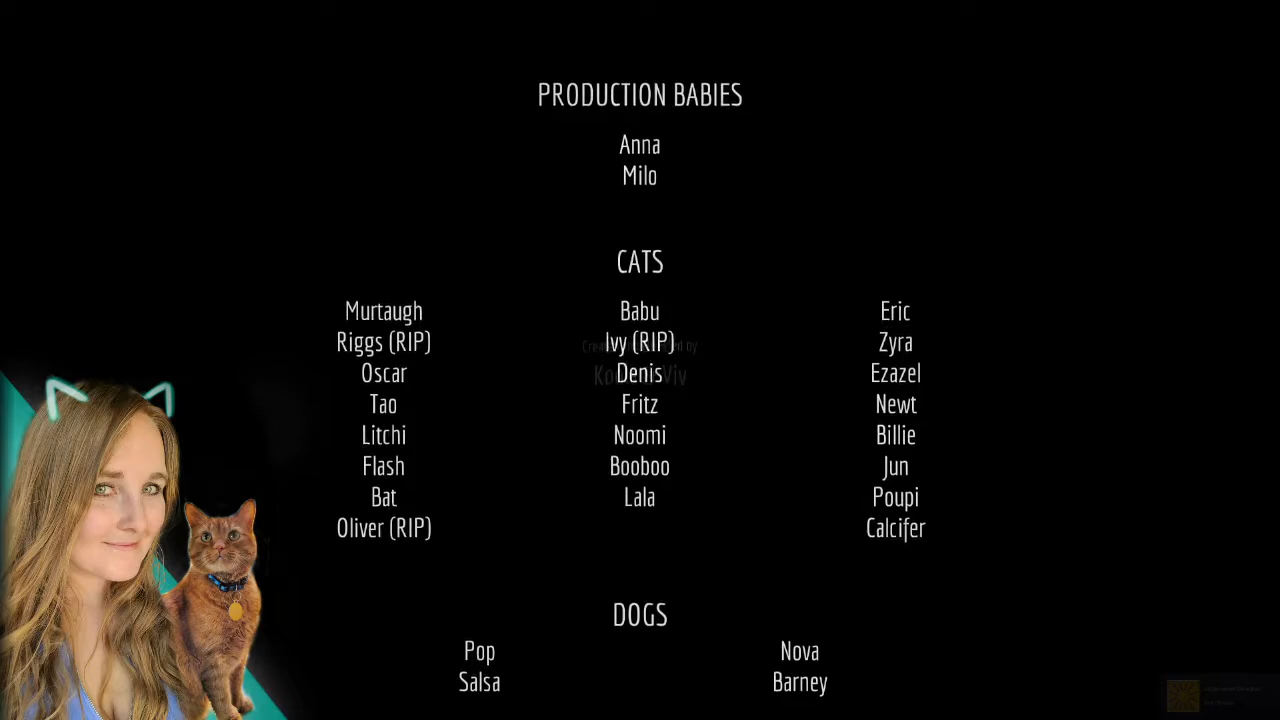 PRODUCTION BABIES
Anna
Milo
CATS
Murtaugh Babu Eric
Riggs (RIP) Ivy (RIP) Zyra
Oscar Denis Ezazel
Tao Fritz Newt
Litchi Noomi Billie
Flash Booboo Jun
Bat Lala Poupi
Oliver (RIP) Calcifer
DOGS
Pop Nova
Salsa Barney